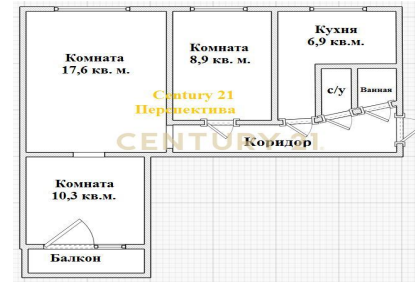 Кухня
6,9 кв.м.
Комната
17,6 кв. м.
Комната
8,9 кв. м.
с/у
Ванная
Century 21
Перспектива
CENTURY 21.
Коридор
Комната
10,3 кв.м.
Балкон